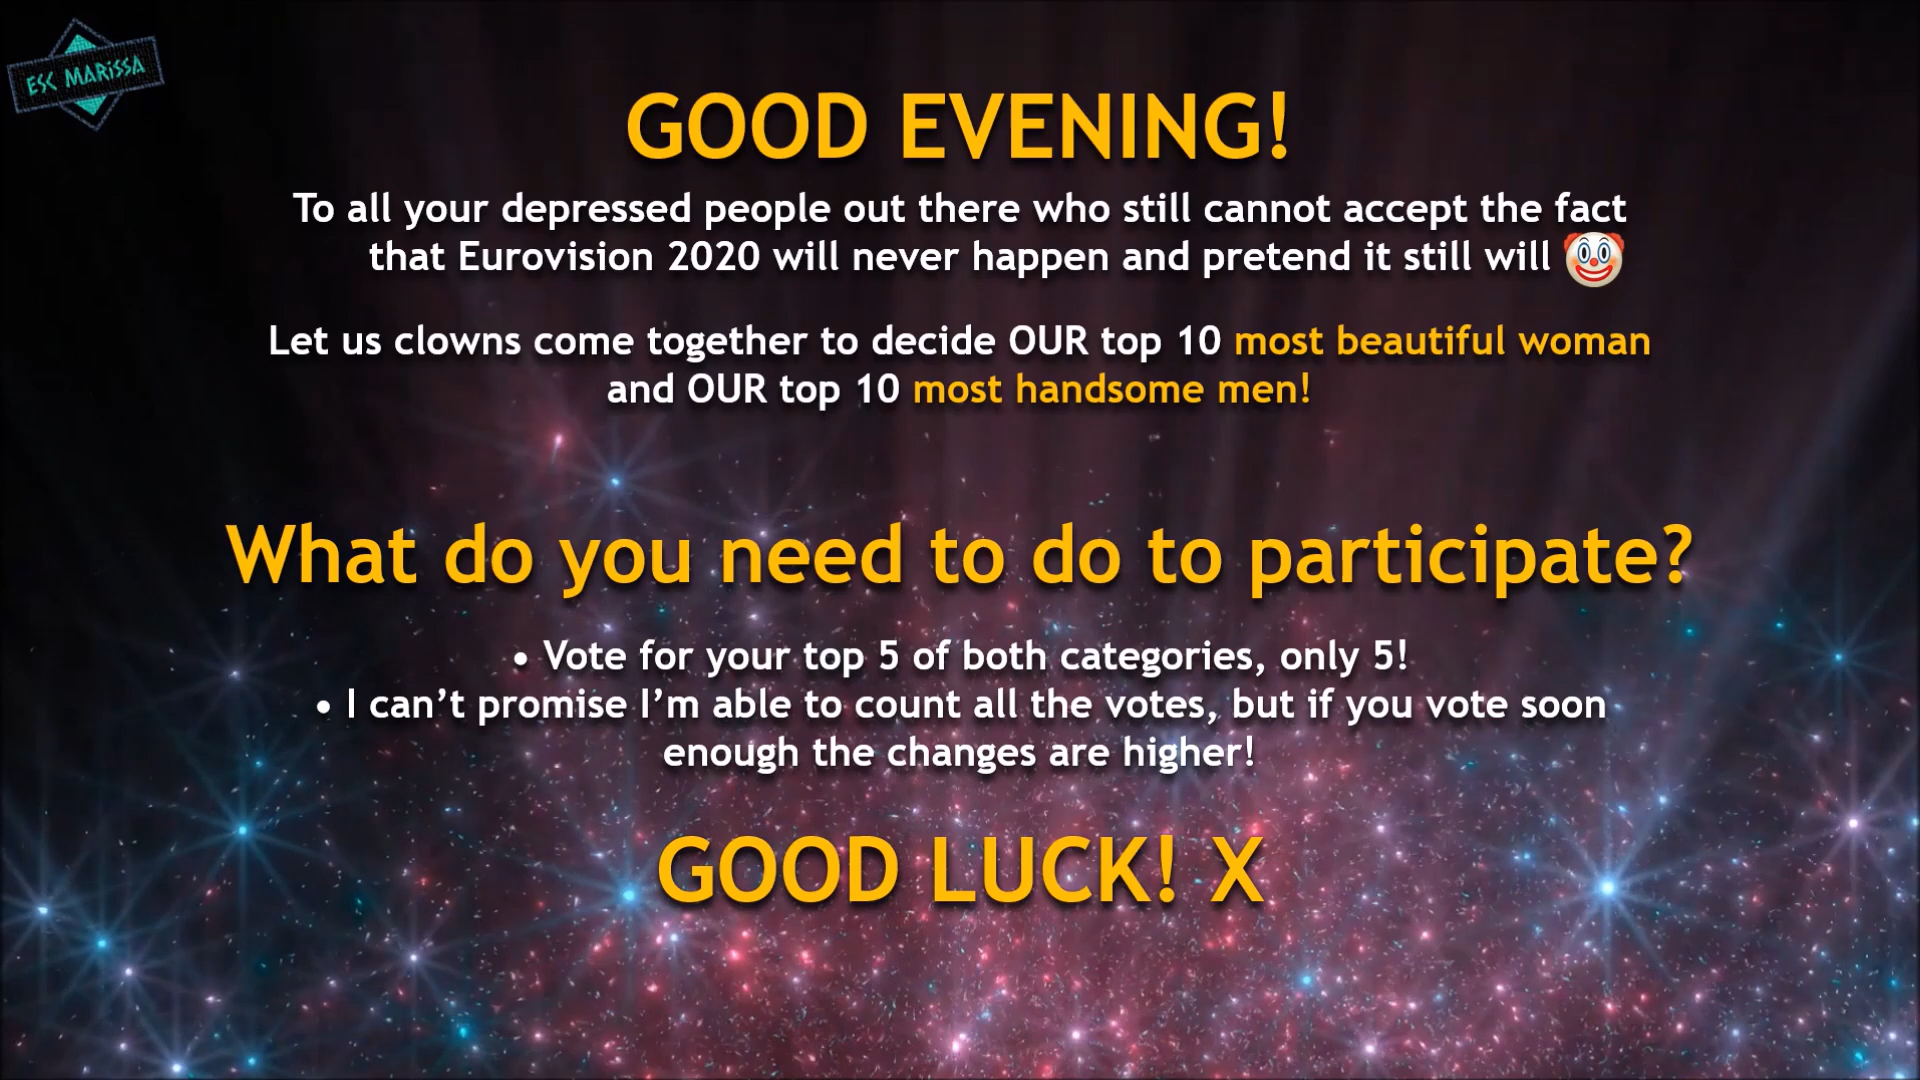 ESC MARiSSA
GOOD EVENING!
To all your depressed people out there who still cannot accept the fact
that Eurovision 2020 will never happen and pretend it still will 🤡
Let us clowns come together to decide OUR top 10 most beautiful woman
and OUR top 10 most handsome men!
What do you need to do to participate?
• Vote for your top 5 of both categories, only 5!
• I can’t promise I’m able to count all the votes, but if you vote soon
enough the changes are higher!
GOOD LUCK! X